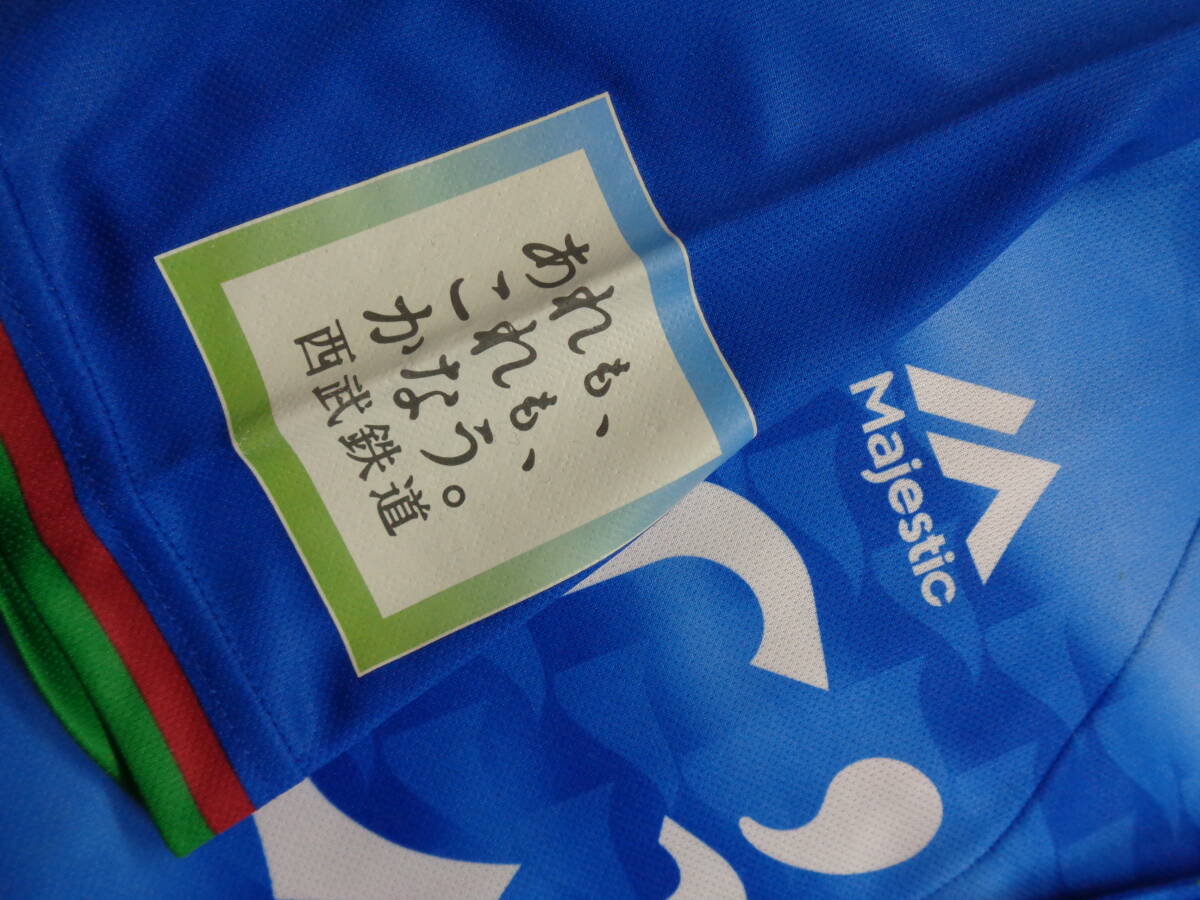 あれも、
これも、
かなう。
西武鉄道
Majestic